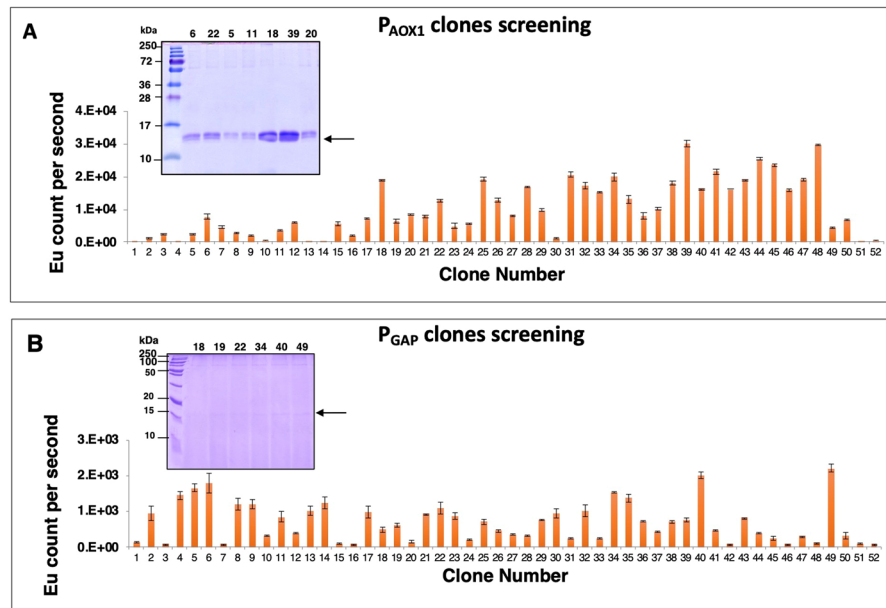 A
P_AOX1 clones screening
kDa
6 22 5 11 18 39 20
250
72
36
28
17
10
Eu count per second
4.E+04
3.E+04
2.E+04
1.E+04
0.E+00
1 2 3 4 5 6 7 8 9 10 11 12 13 14 15 16 17 18 19 20 21 22 23 24 25 26 27 28 29 30 31 32 33 34 35 36 37 38 39 40 41 42 43 44 45 46 47 48 49 50 51 52
Clone Number
B
P_GAP clones screening
kDa
18 19 22 34 40 49
250
100
50
20
15
10
Eu count per second
3.E+03
2.E+03
1.E+03
0.E+00
1 2 3 4 5 6 7 8 9 10 11 12 13 14 15 16 17 18 19 20 21 22 23 24 25 26 27 28 29 30 31 32 33 34 35 36 37 38 39 40 41 42 43 44 45 46 47 48 49 50 51 52
Clone Number